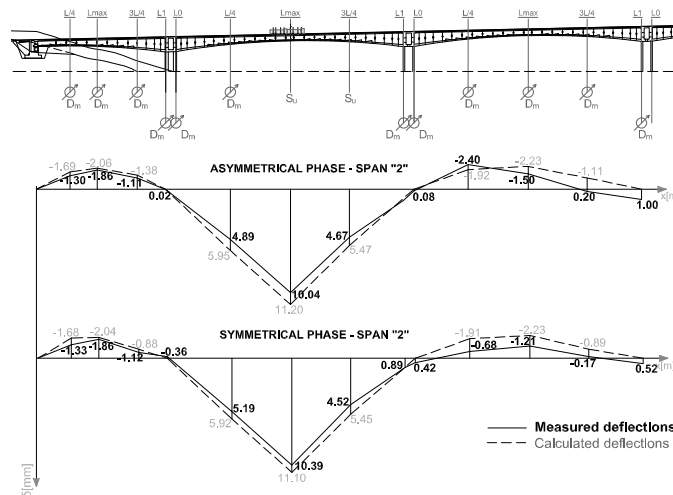 L/4 Lmax 3L/4 L1 L0 L/4 Lmax 3L/4 L1 L0 L/4 Lmax 3L/4 L1 L0
Dm Dm Dm Dm Su Su Dm Dm
Dm Dm Dm Dm Dm
ASYMMETRICAL PHASE - SPAN "2"
-1.69 -2.06 -1.38 -2.40 -2.23 -1.11
-1.30 -1.86 -1.11 -1.92 -1.50
0.02 0.08 0.20 1.00
x[m
4.89 4.67
5.95 5.47
10.04
11.20
SYMMETRICAL PHASE - SPAN "2"
-1.68 -2.04 -0.88 -1.91 -2.23 -0.89
-1.33 -1.86 -1.12 -0.36 -0.68 -1.21 -0.17
0.89 0.42 0.52
x[m]
5.19 4.52
5.92 5.45
10.39
11.10
Measured deflections
Calculated deflections
δ[mm]